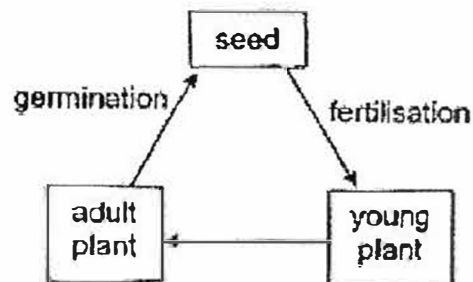 seed
germination
fertilisation
adult
plant
young
plant